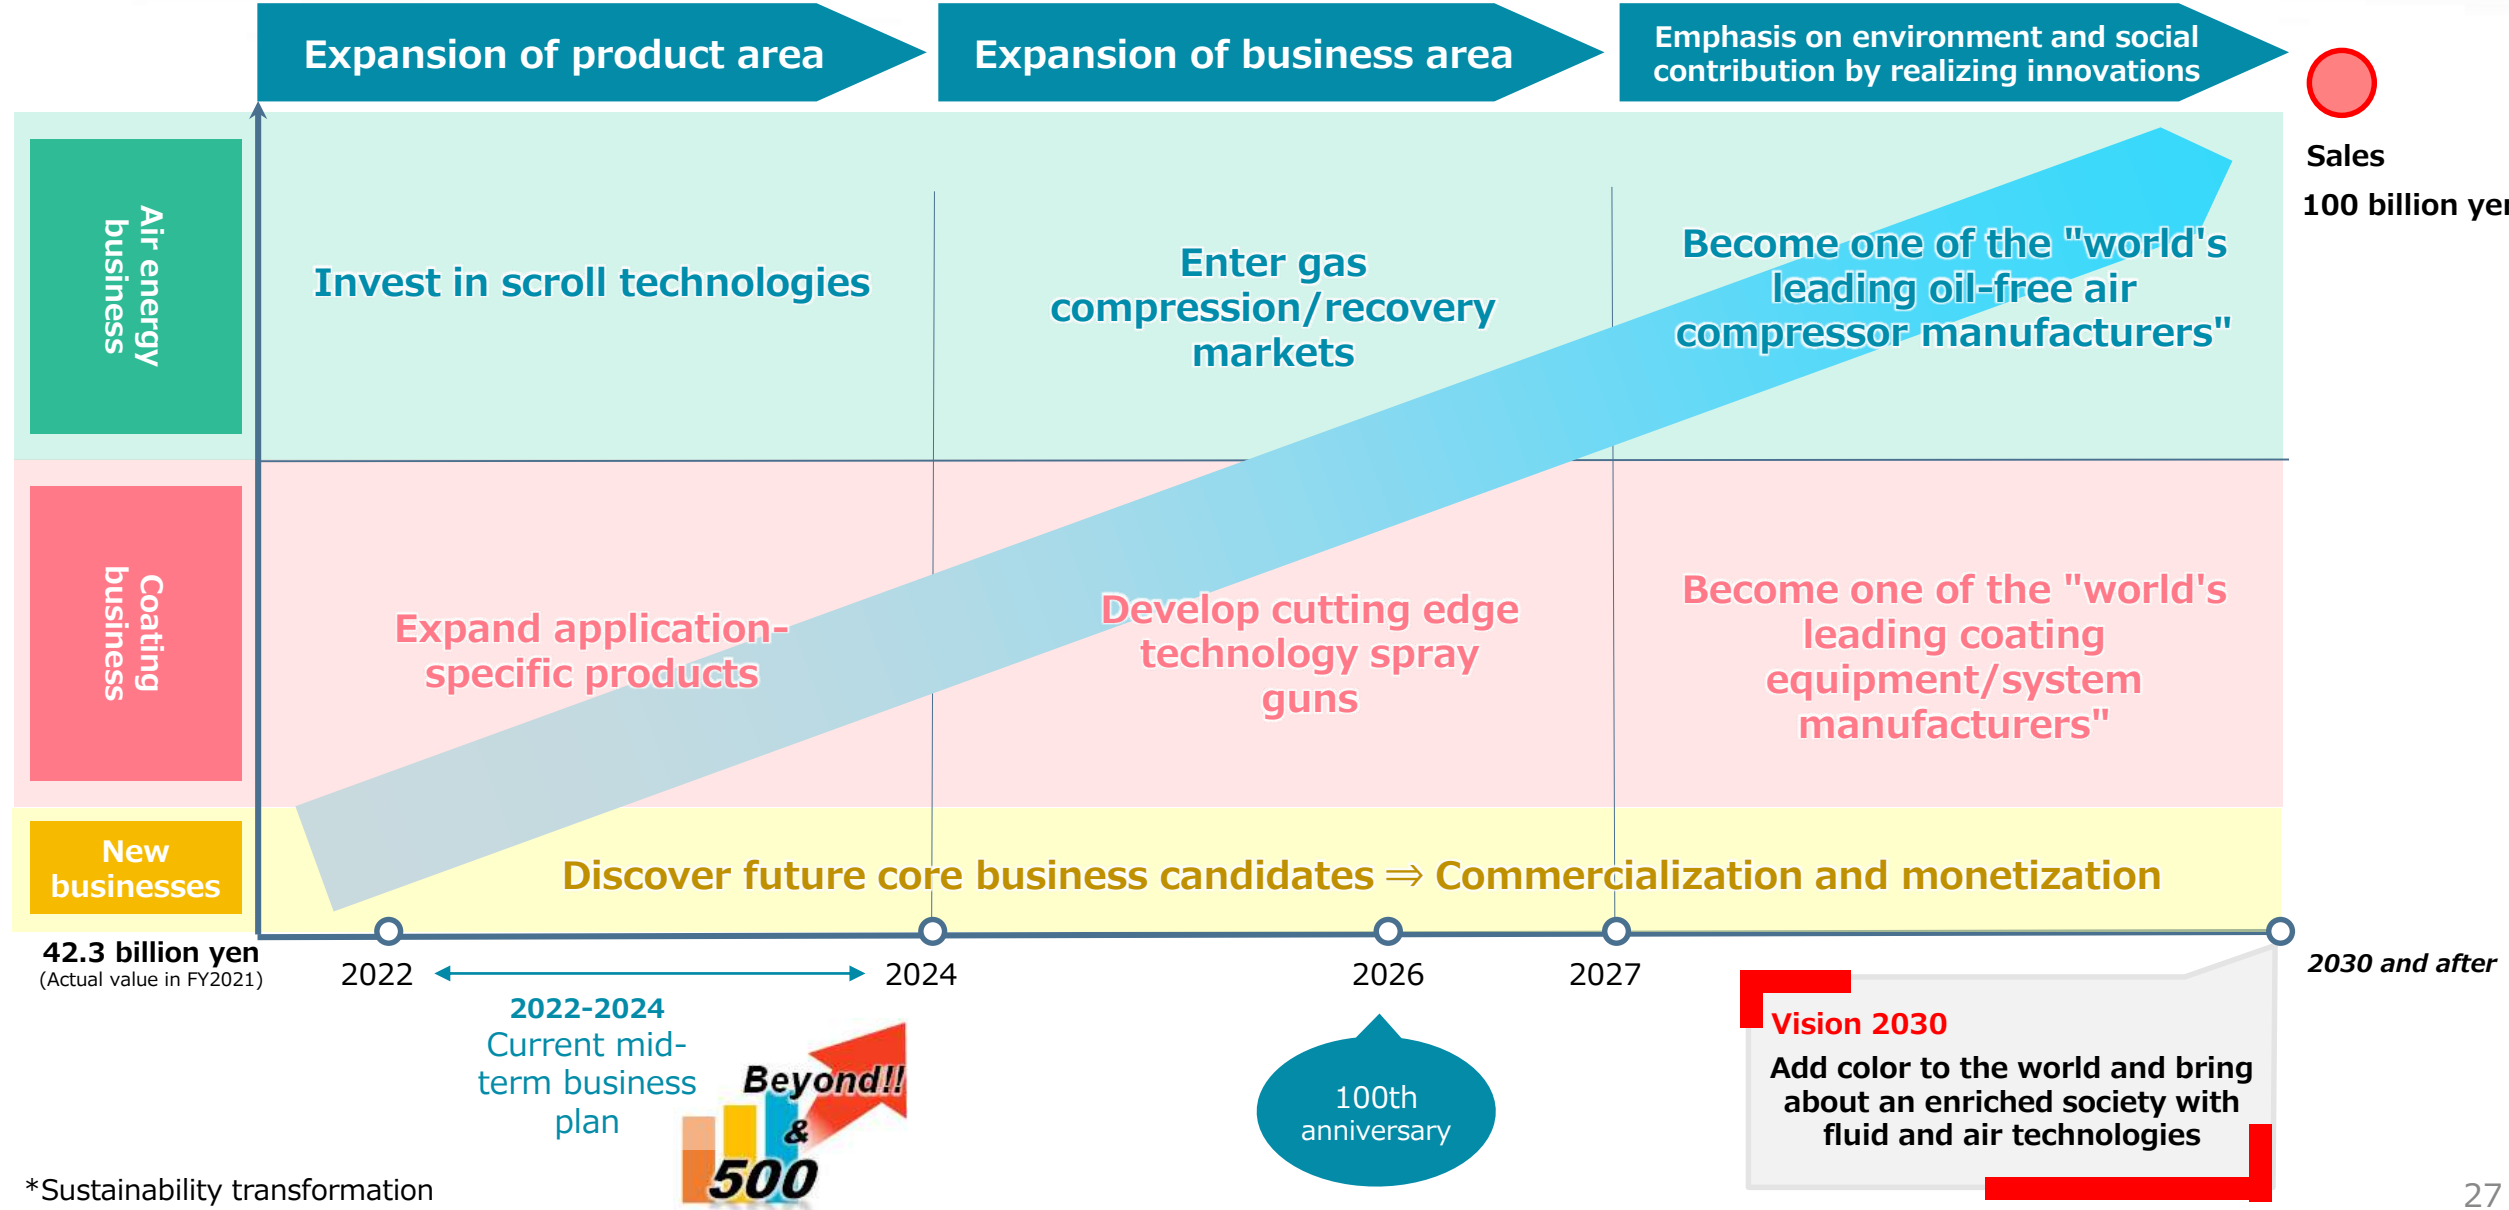 Expansion of product area
Expansion of business area
Emphasis on environment and social
contribution by realizing innovations
Sales
100 billion yen
Air energy
business
Invest in scroll technologies
Enter gas
compression/recovery
markets
Become one of the "world's
leading oil-free air
compressor manufacturers"
Coating
business
Expand application-
specific products
Develop cutting edge
technology spray
guns
Become one of the "world's
leading coating
equipment/system
manufacturers"
New
businesses
Discover future core business candidates ⇒ Commercialization and monetization
42.3 billion yen
(Actual value in FY2021)
2022
2024
2026
2027
2030 and after
2022-2024
Current mid-
term business
plan
Beyond!!
&
500
100th
anniversary
Vision 2030
Add color to the world and bring
about an enriched society with
fluid and air technologies
*Sustainability transformation
27